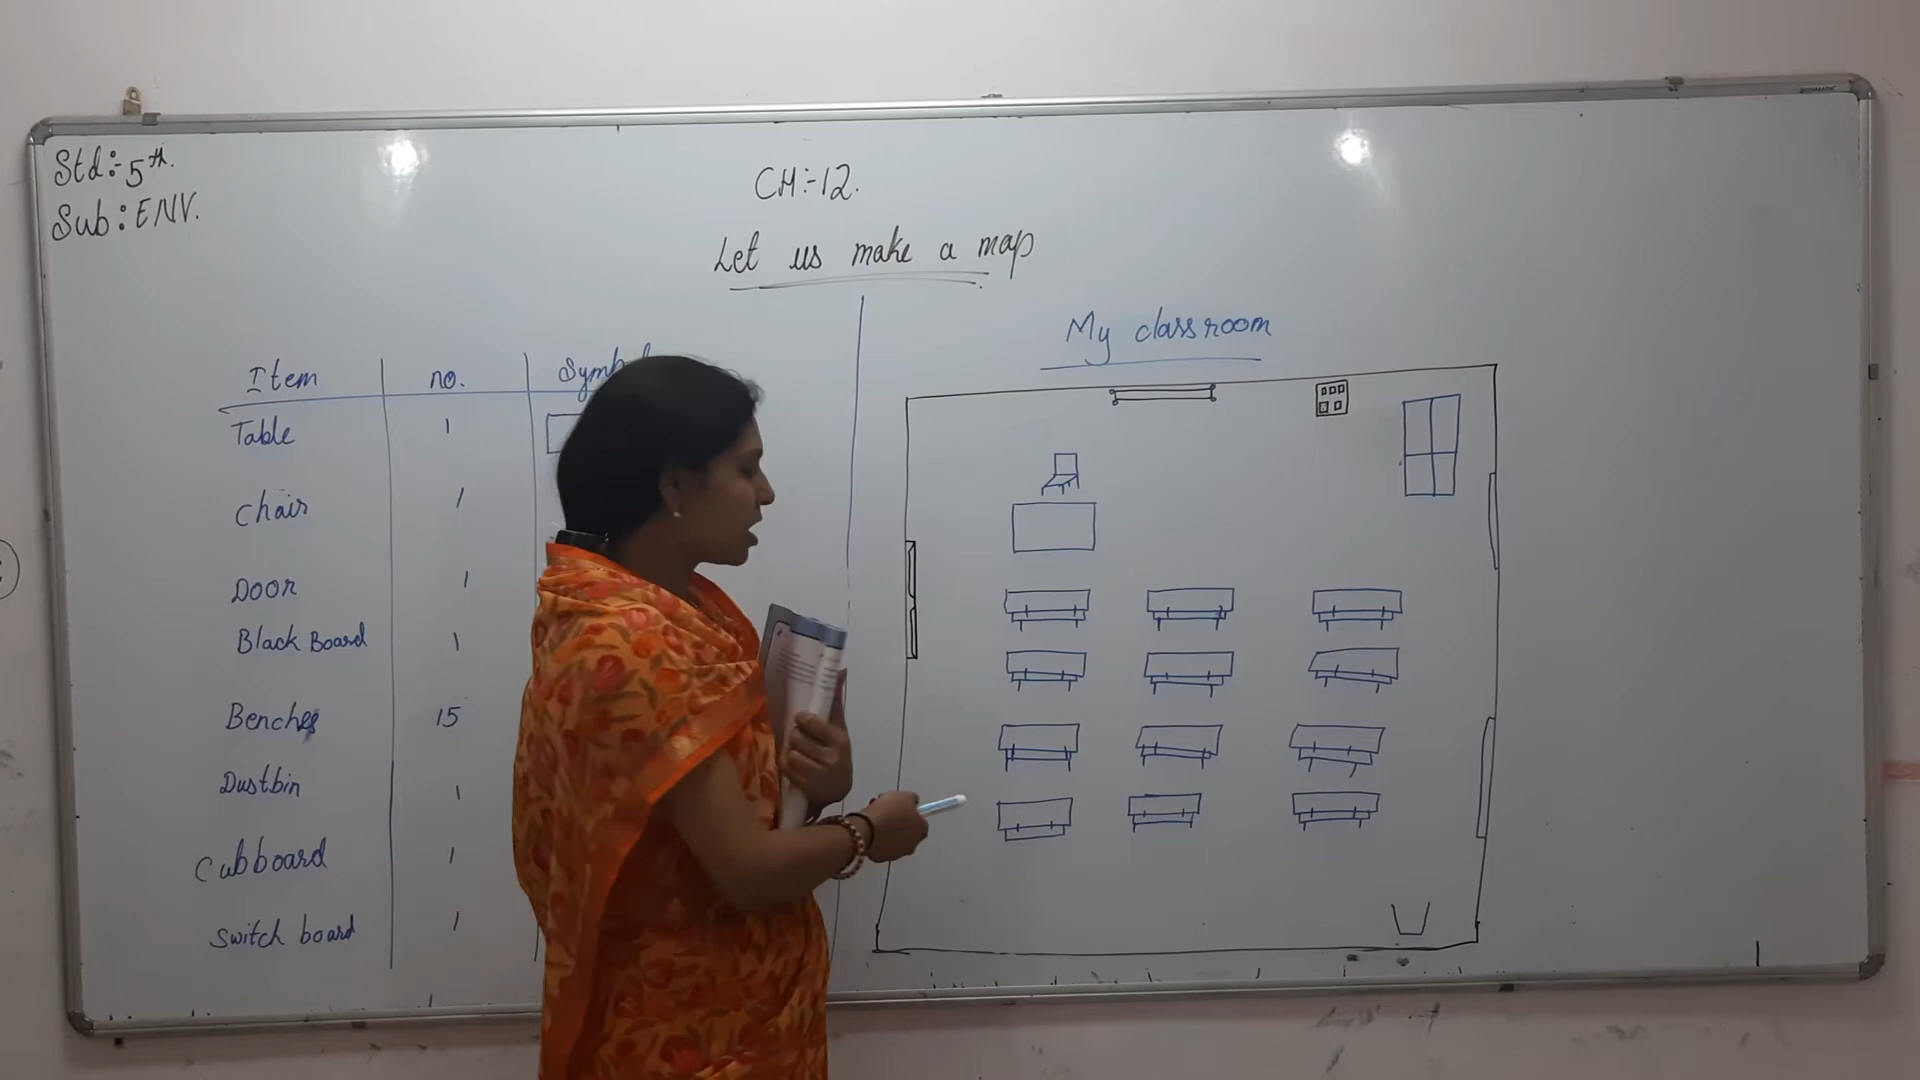 Std:- 5th.
Sub: ENV.
CH:-12.
Let us make a map
My classroom
Item no.
Table 1
Chair 1
Door 1
Black Board 1
Benches 15
Dustbin 1
Cubboard 1
Switch board 1